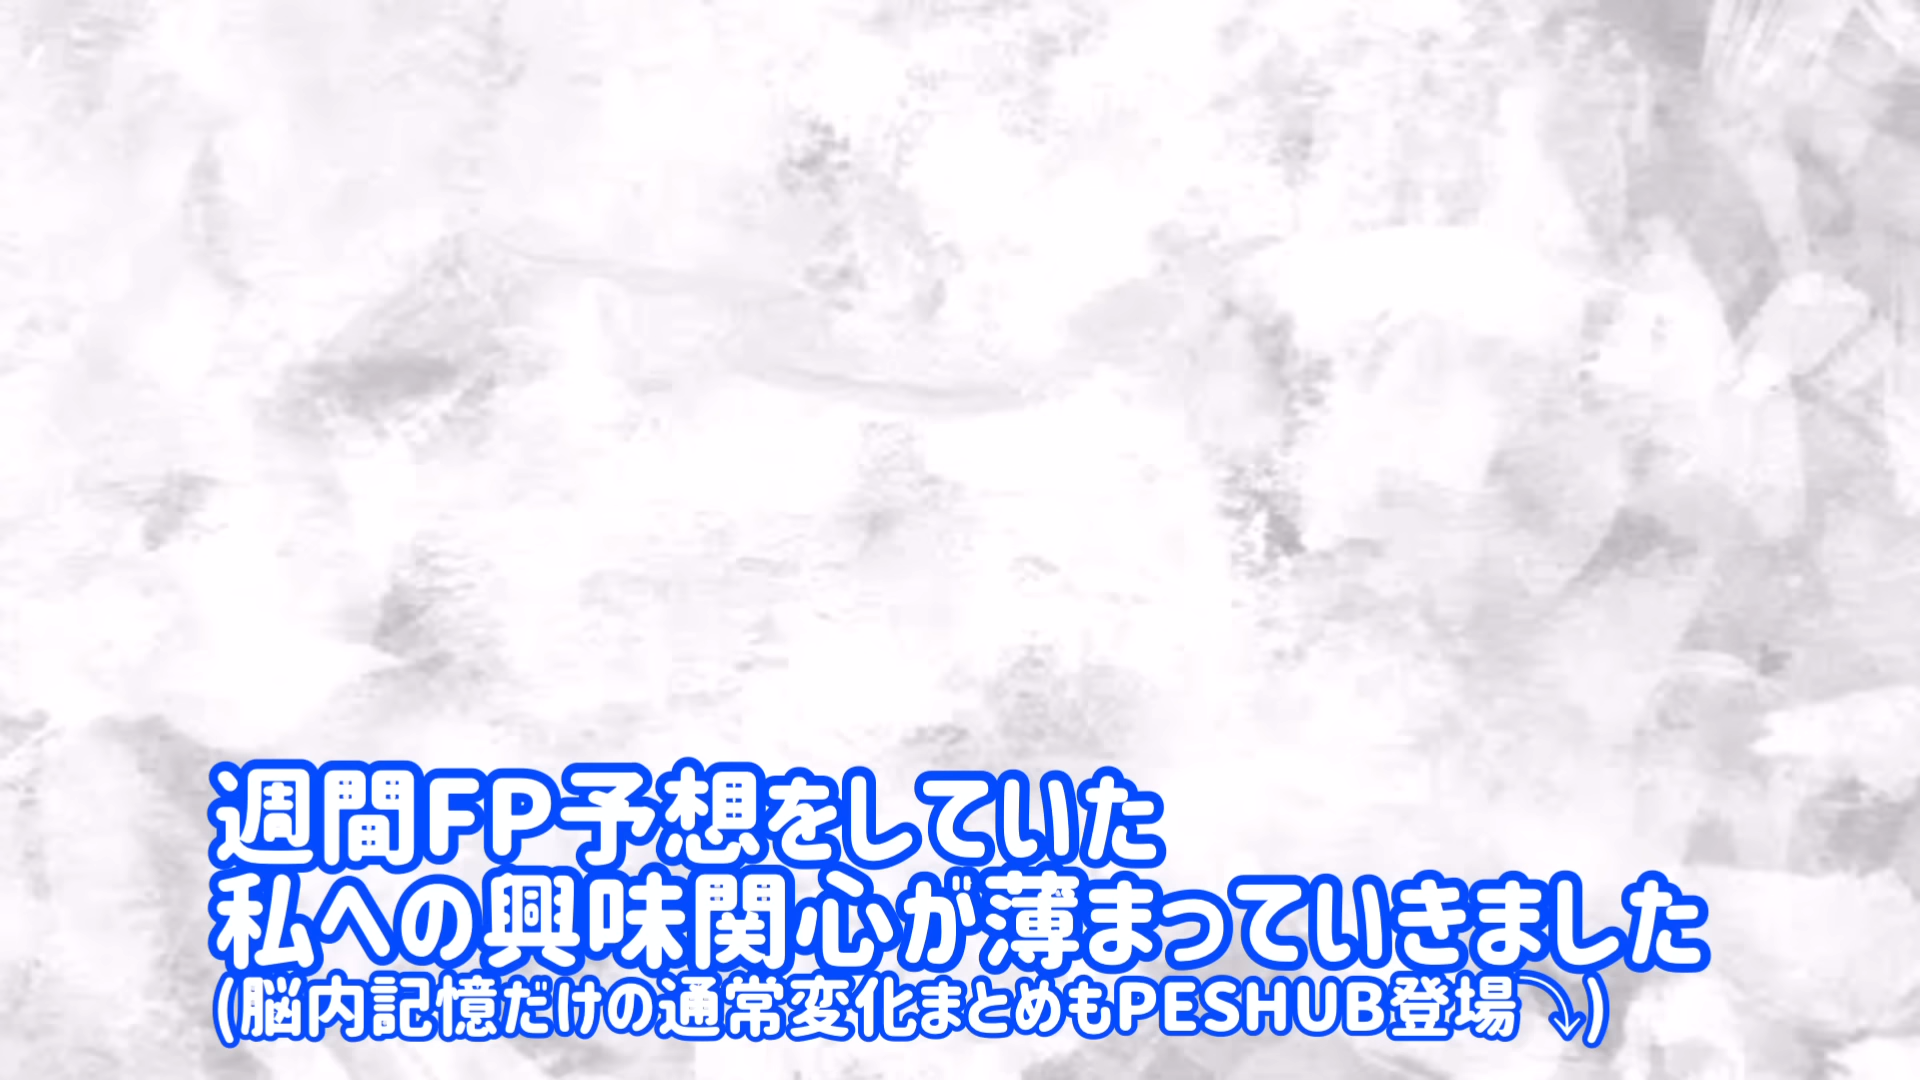 週間FP予想をしていた
私への興味関心が薄まっていきました
(脳内記憶だけの通常変化まとめもPESHUB登場⤵)